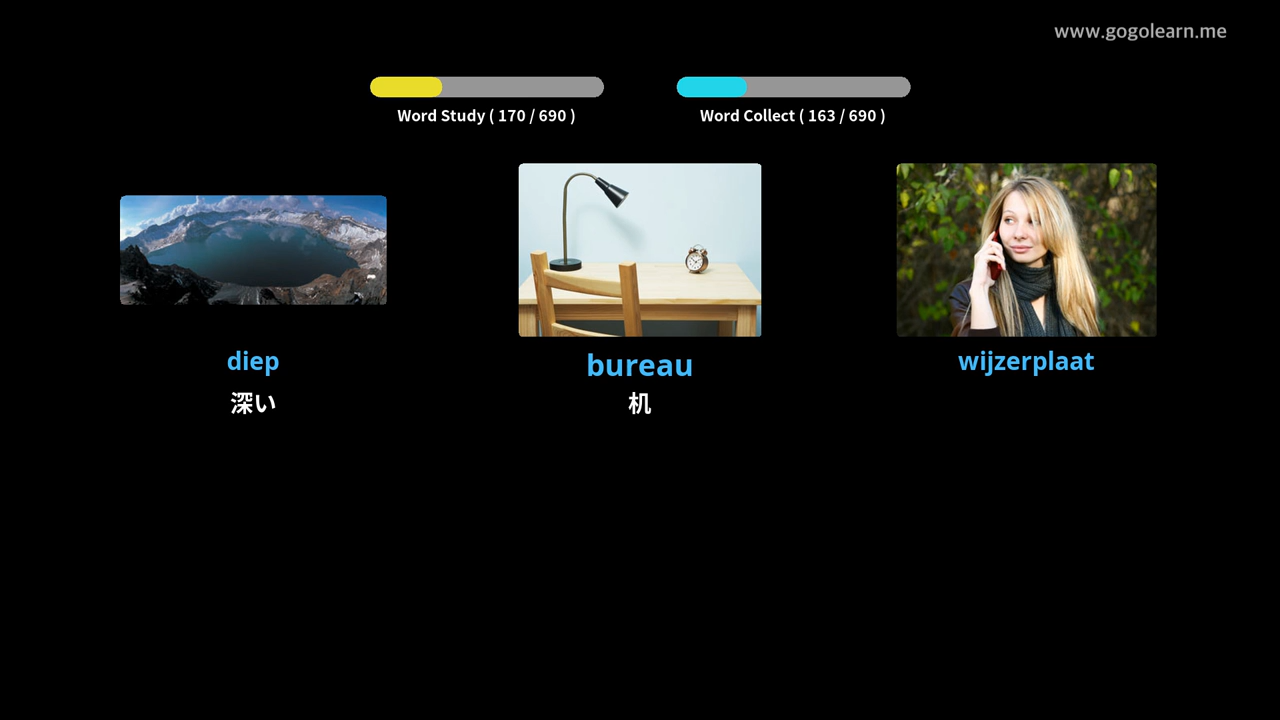 www.gogolearn.me
Word Study ( 170 / 690 )
Word Collect ( 163 / 690 )
diep
bureau
wijzerplaat
深い
机